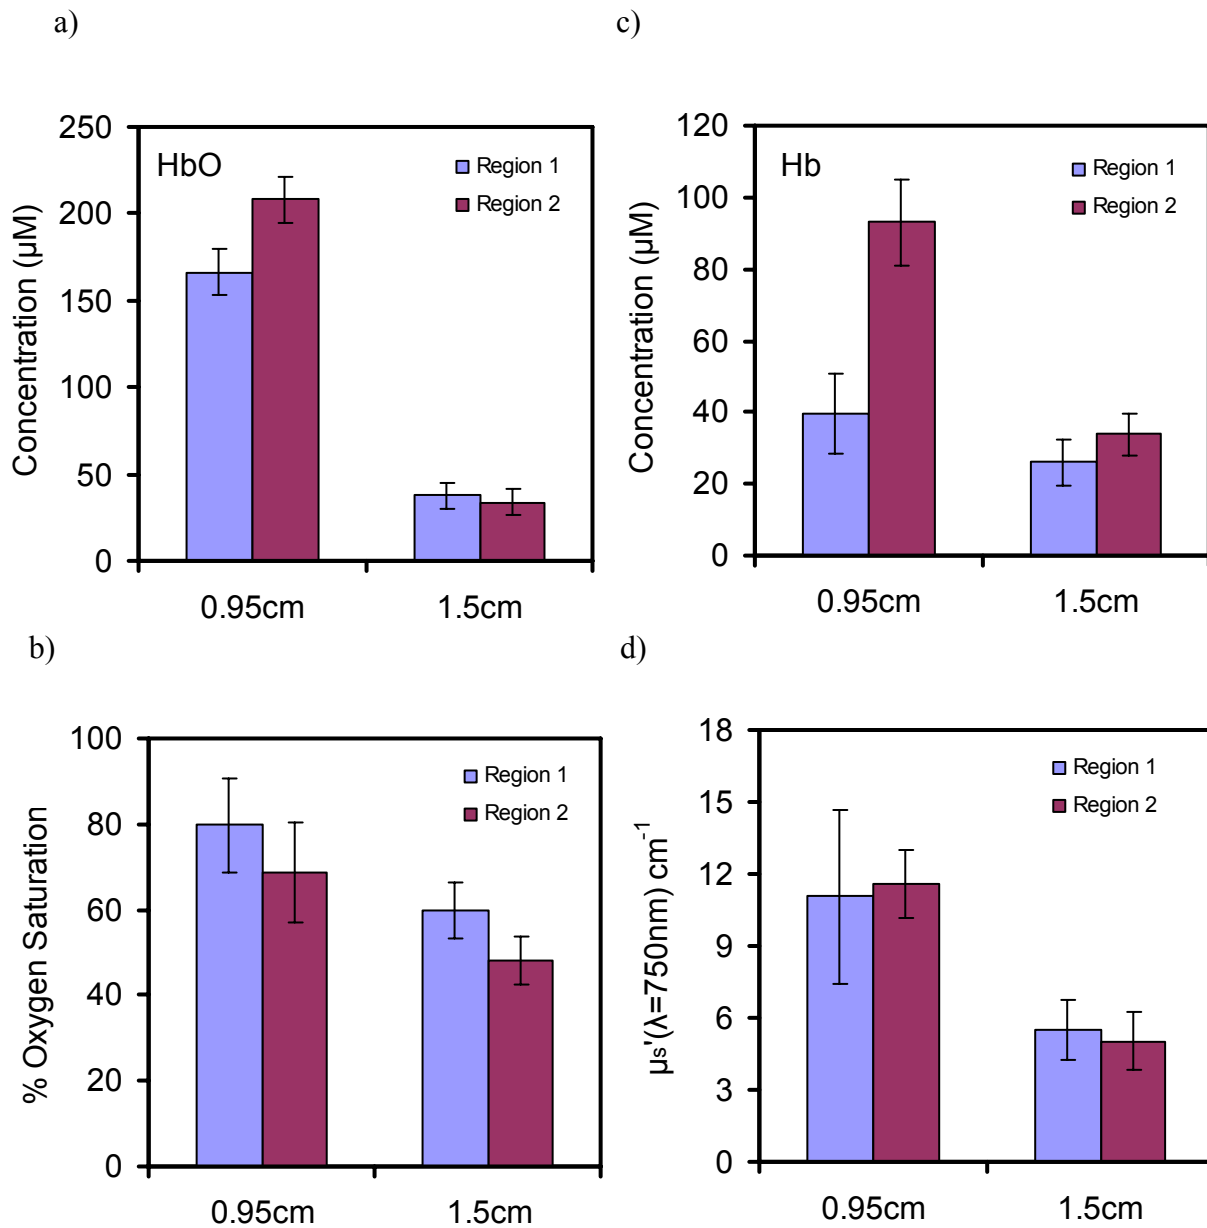 a)
HbO
Region 1
Region 2
Concentration (µM)
250
200
150
100
50
0
0.95cm
1.5cm
c)
Hb
Region 1
Region 2
Concentration (µM)
120
100
80
60
40
20
0
0.95cm
1.5cm
b)
Region 1
Region 2
% Oxygen Saturation
100
80
60
40
20
0
0.95cm
1.5cm
d)
Region 1
Region 2
µs'(λ=750nm) cm-1
18
15
12
9
6
3
0
0.95cm
1.5cm